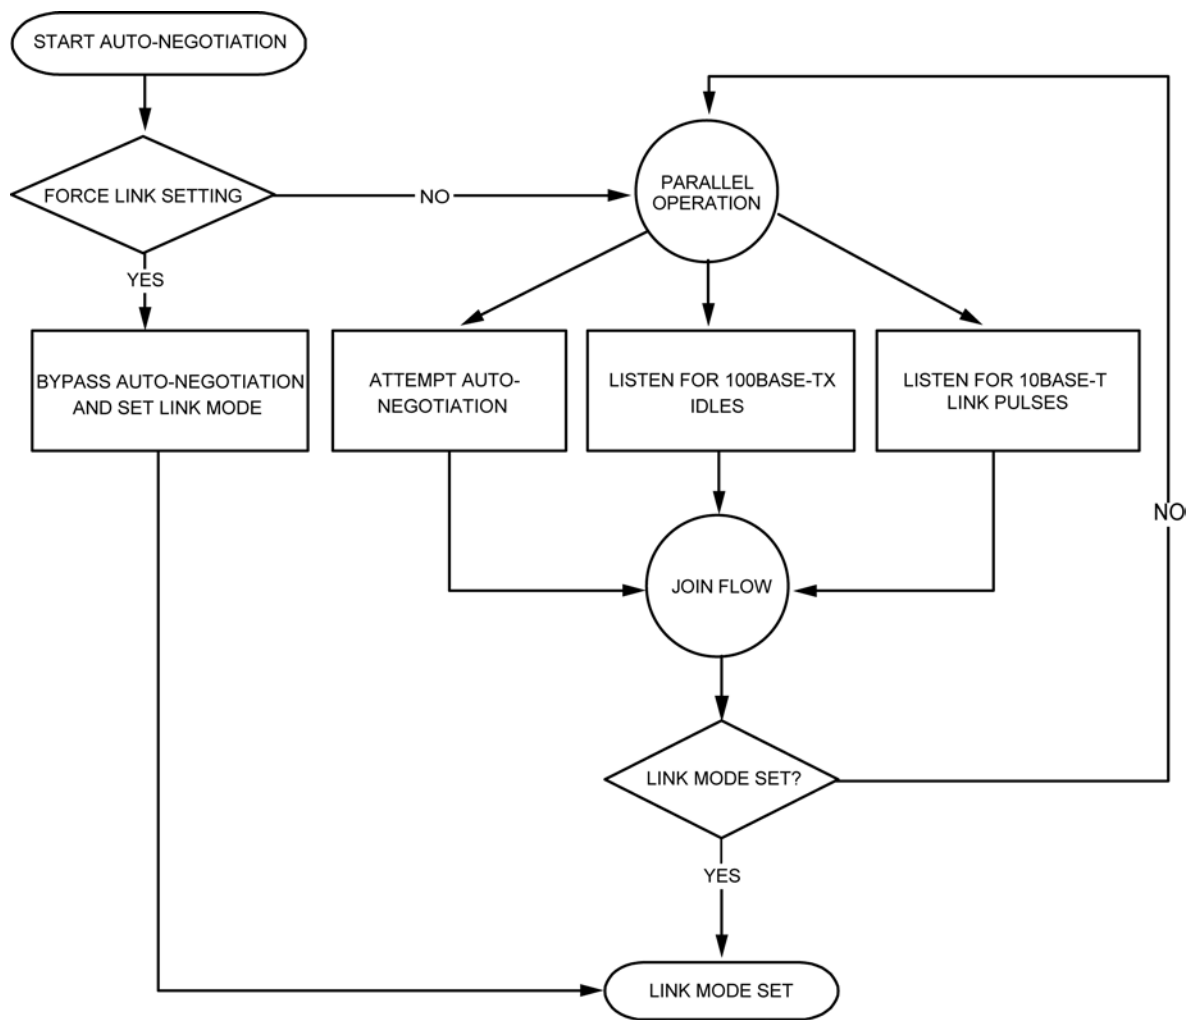 START AUTO-NEGOTIATION
FORCE LINK SETTING
NO
PARALLEL
OPERATION
YES
BYPASS AUTO-NEGOTIATION
AND SET LINK MODE
ATTEMPT AUTO-
NEGOTIATION
LISTEN FOR 100BASE-TX
IDLES
LISTEN FOR 10BASE-T
LINK PULSES
NO
JOIN FLOW
LINK MODE SET?
YES
LINK MODE SET